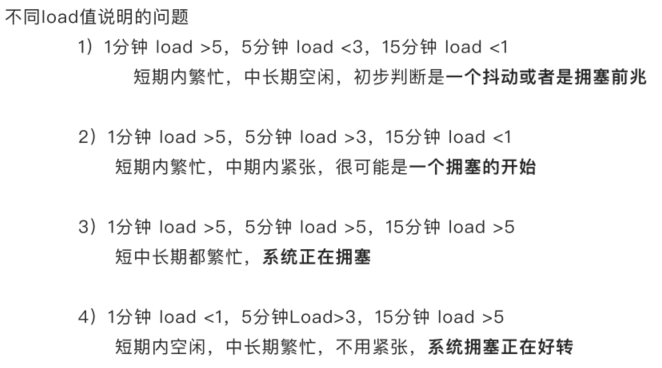 不同load值说明的问题
1）1分钟 load >5，5分钟 load <3，15分钟 load <1
短期内繁忙，中长期空闲，初步判断是一个抖动或者是拥塞前兆
2）1分钟 load >5，5分钟 load >3，15分钟 load <1
短期内繁忙，中期内紧张，很可能是一个拥塞的开始
3）1分钟 load >5，5分钟 load >5，15分钟 load >5
短中长期都繁忙，系统正在拥塞
4）1分钟 load <1，5分钟Load>3，15分钟 load >5
短期内空闲，中长期繁忙，不用紧张，系统拥塞正在好转